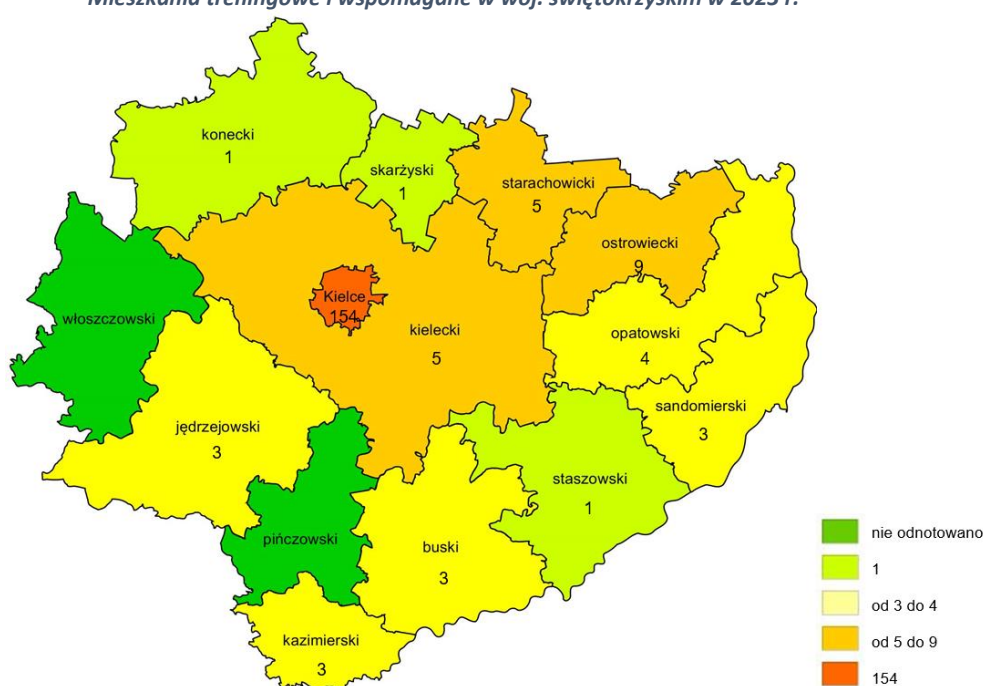 Mieszkania treningowe i wspomagane w woj. świętokrzyskim w 2023 r.
konecki
1
skarżyski
1
starachowicki
5
ostrowiecki
9
Kielce
154
włoszczowski
kielecki
5
opatowski
4
sandomierski
3
jędrzejowski
3
staszowski
1
pińczowski
buski
3
kazimierski
3
nie odnotowano
1
od 3 do 4
od 5 do 9
154